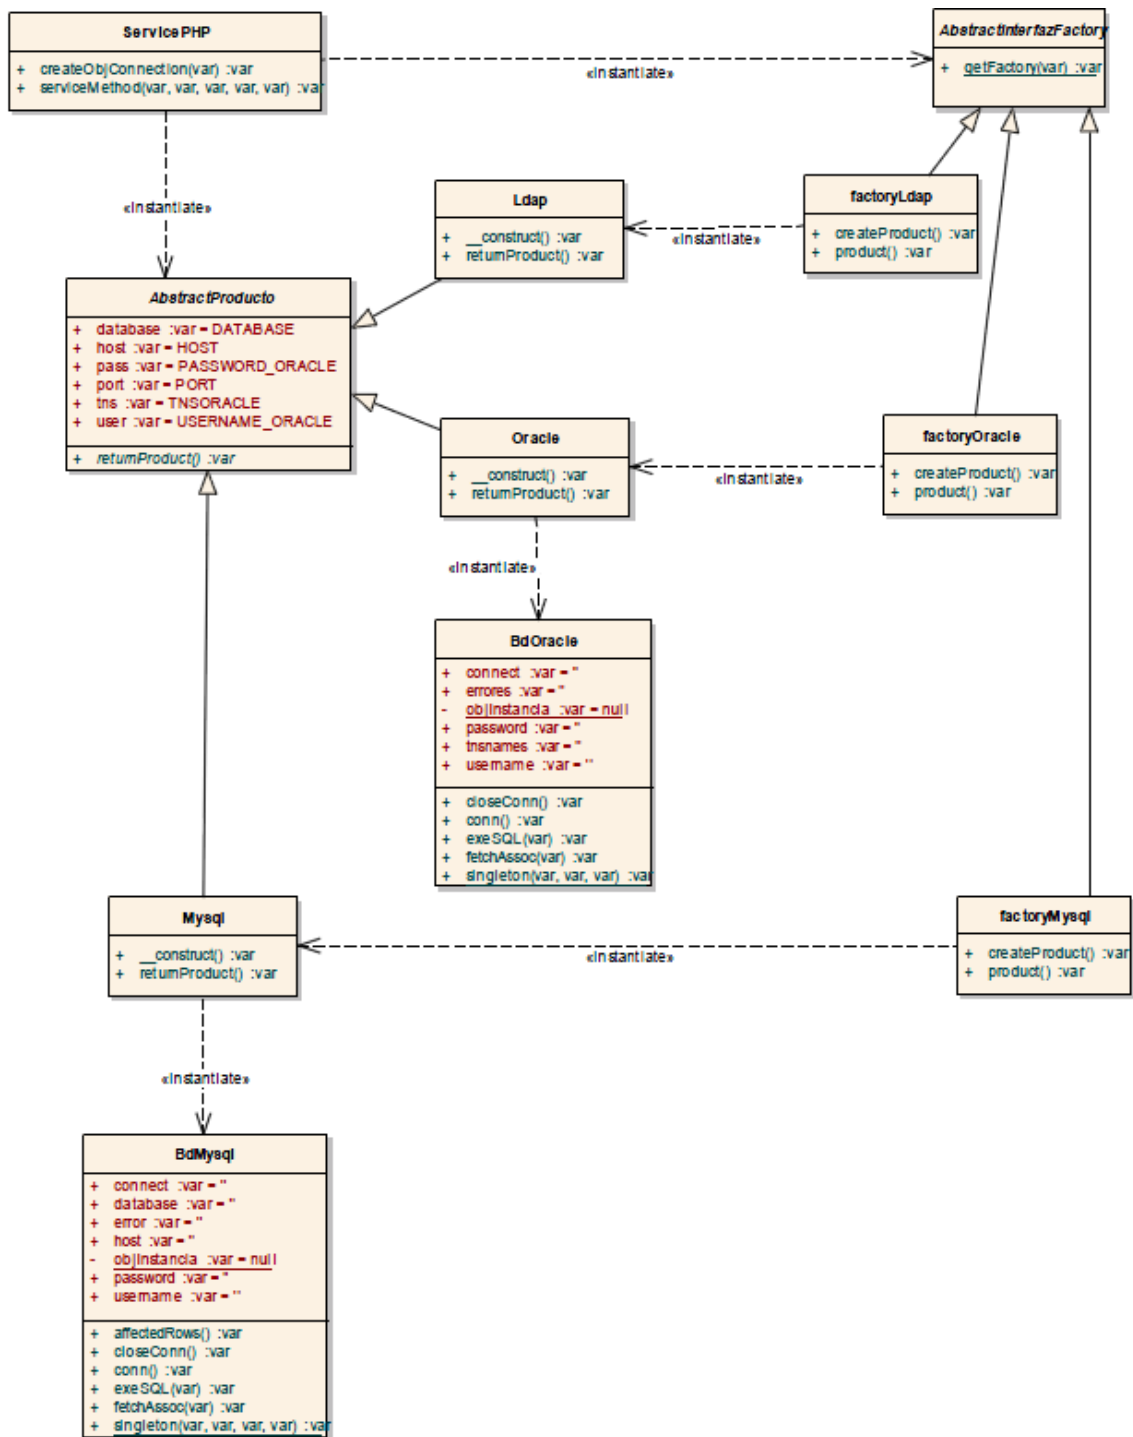 ServicePHP
+ createObjConnection(var) :var
+ serviceMethod(var, var, var, var, var) :var
«instantiate»
AbstractInterfazFactory
+ getFactory(var) :var
«instantiate»
Ldap
+ __construct() :var
+ returnProduct() :var
«instantiate»
factoryLdap
+ createProduct() :var
+ product() :var
AbstractProducto
+ database :var = DATABASE
+ host :var = HOST
+ pass :var = PASSWORD_ORACLE
+ port :var = PORT
+ tns :var = TNSORACLE
+ user :var = USERNAME_ORACLE
+ returnProduct() :var
Oracle
+ __construct() :var
+ returnProduct() :var
«instantiate»
factoryOracle
+ createProduct() :var
+ product() :var
«instantiate»
BdOracle
+ connect :var = ''
+ errores :var = ''
- objInstancia :var = null
+ password :var = ''
+ tnsnames :var = ''
+ username :var = ''
+ closeConn() :var
+ conn() :var
+ exeSQL(var) :var
+ fetchAssoc(var) :var
+ singleton(var, var, var) :var
Mysql
+ __construct() :var
+ returnProduct() :var
«instantiate»
factoryMysql
+ createProduct() :var
+ product() :var
«instantiate»
BdMysql
+ connect :var = ''
+ database :var = ''
+ error :var = ''
+ host :var = ''
- objInstancia :var = null
+ password :var = ''
+ username :var = ''
+ affectedRows() :var
+ closeConn() :var
+ conn() :var
+ exeSQL(var) :var
+ fetchAssoc(var) :var
+ singleton(var, var, var, var) :var